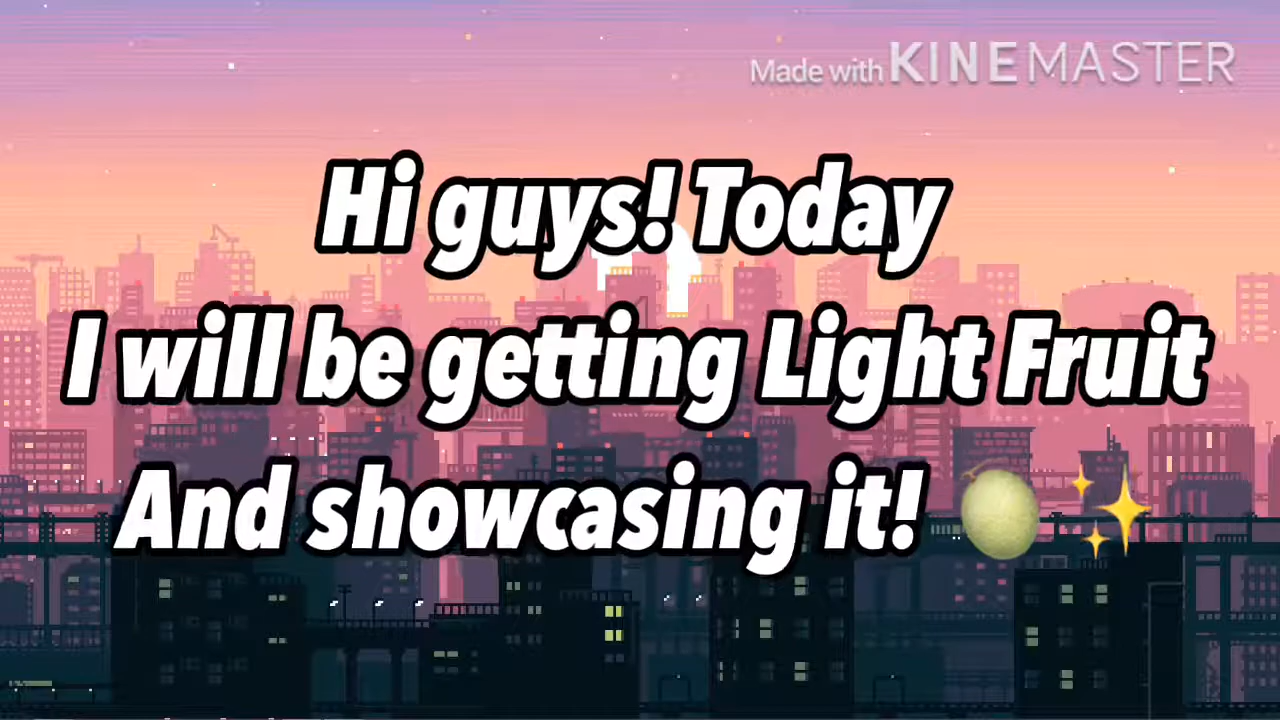 Made with KINEMASTER
Hi guys! Today
I will be getting Light Fruit
And showcasing it! 🍈✨